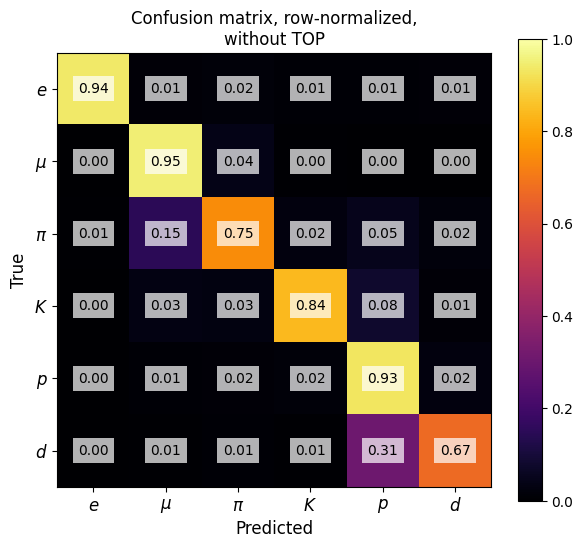 Confusion matrix, row-normalized,
without TOP
True
e 0.94 0.01 0.02 0.01 0.01 0.01
μ 0.00 0.95 0.04 0.00 0.00 0.00
π 0.01 0.15 0.75 0.02 0.05 0.02
K 0.00 0.03 0.03 0.84 0.08 0.01
p 0.00 0.01 0.02 0.02 0.93 0.02
d 0.00 0.01 0.01 0.01 0.31 0.67
e μ π K p d
Predicted
1.0
0.8
0.6
0.4
0.2
0.0